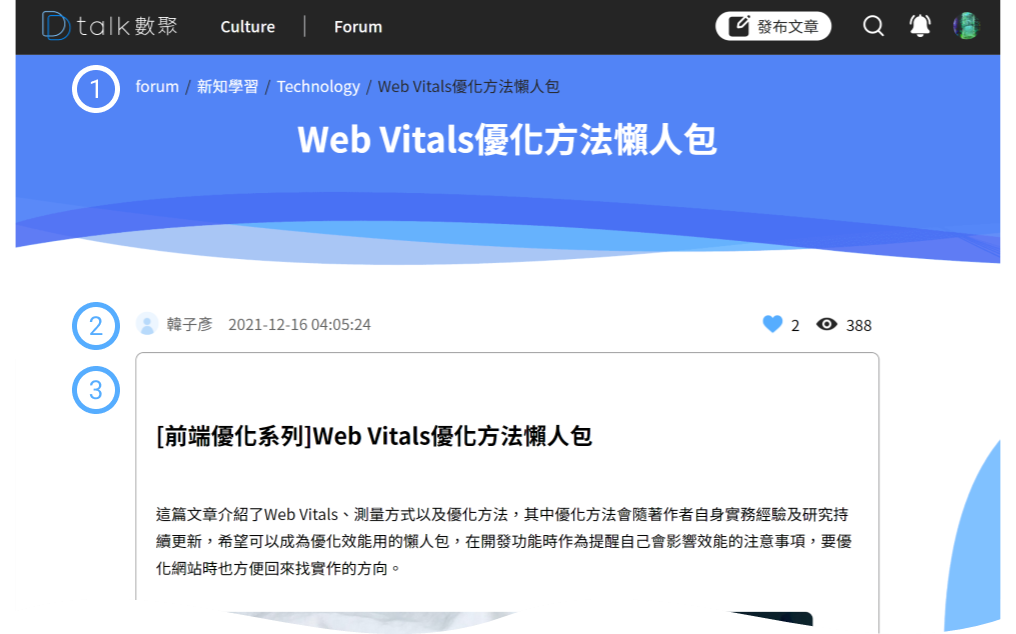 Dtalk數聚 Culture | Forum 發布文章
1 forum / 新知學習 / Technology / Web Vitals優化方法懶人包
Web Vitals優化方法懶人包
2 韓子彥 2021-12-16 04:05:24 2 388
3
[前端優化系列]Web Vitals優化方法懶人包
這篇文章介紹了Web Vitals、測量方式以及優化方法，其中優化方法會隨著作者自身實務經驗及研究持
續更新，希望可以成為優化效能用的懶人包，在開發功能時作為提醒自己會影響效能的注意事項，要優
化網站時也方便回來找實作的方向。